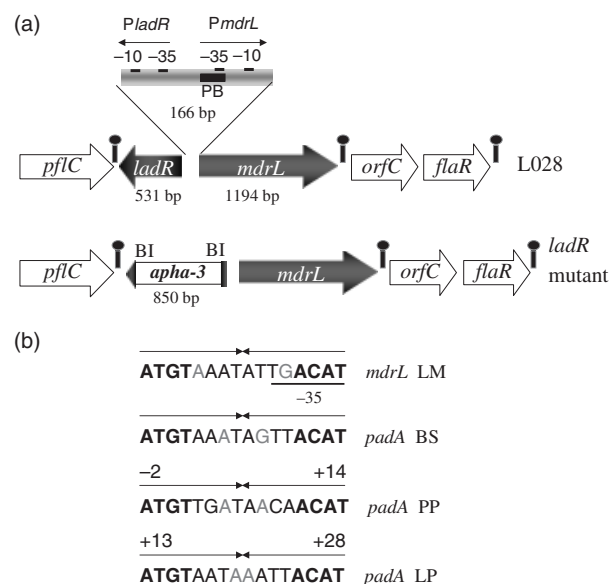 (a)
PladR PmdrL
–10 –35 –35 –10
PB
166 bp
pflC ladR mdrL orfC flaR L028
531 bp 1194 bp
BI BI
pflC apha-3 mdrL orfC flaR ladR mutant
850 bp
(b)
ATGTAAATATTGACAT mdrL LM
–35
ATGTAAATAGTTACAT padA BS
–2 +14
ATGTTGATAACAACAT padA PP
+13 +28
ATGTAATAAATTACAT padA LP